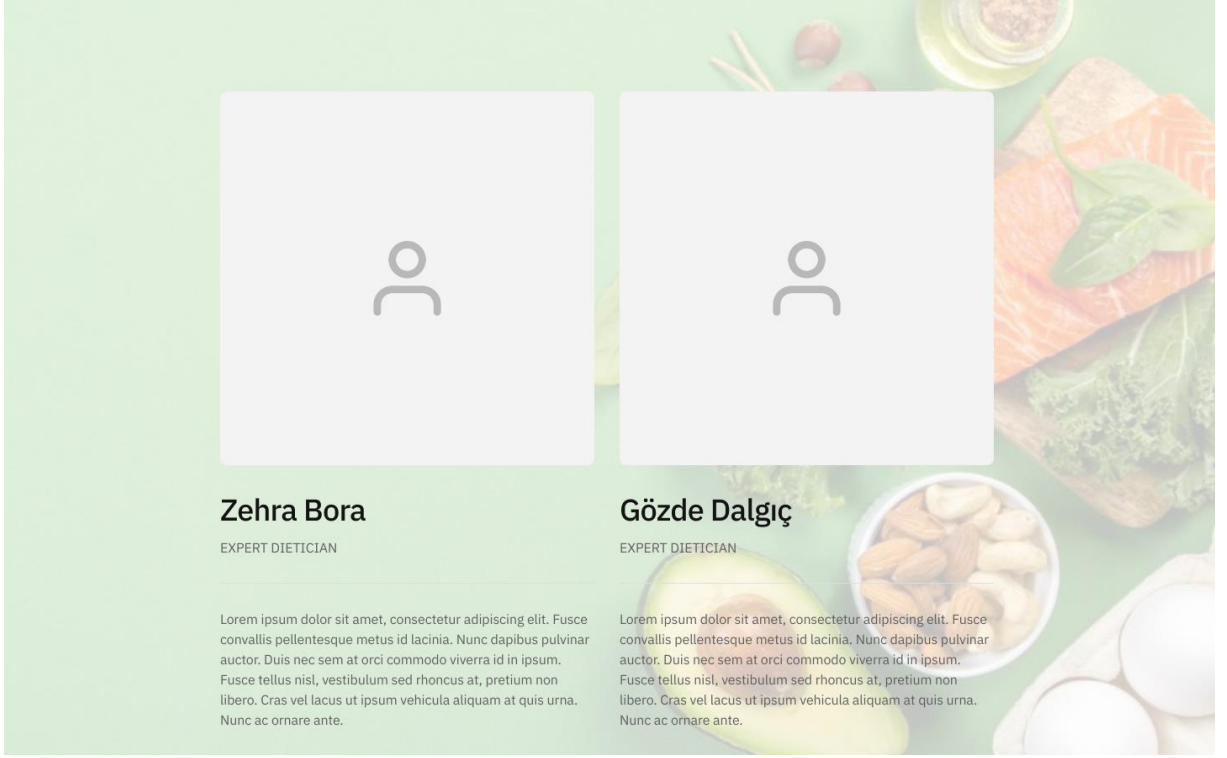 Zehra Bora
EXPERT DIETICIAN
Lorem ipsum dolor sit amet, consectetur adipiscing elit. Fusce
convallis pellentesque metus id lacinia. Nunc dapibus pulvinar
auctor. Duis nec sem at orci commodo viverra id in ipsum.
Fusce tellus nisl, vestibulum sed rhoncus at, pretium non
libero. Cras vel lacus ut ipsum vehicula aliquam at quis urna.
Nunc ac ornare ante.
Gözde Dalgıç
EXPERT DIETICIAN
Lorem ipsum dolor sit amet, consectetur adipiscing elit. Fusce
convallis pellentesque metus id lacinia. Nunc dapibus pulvinar
auctor. Duis nec sem at orci commodo viverra id in ipsum.
Fusce tellus nisl, vestibulum sed rhoncus at, pretium non
libero. Cras vel lacus ut ipsum vehicula aliquam at quis urna.
Nunc ac ornare ante.